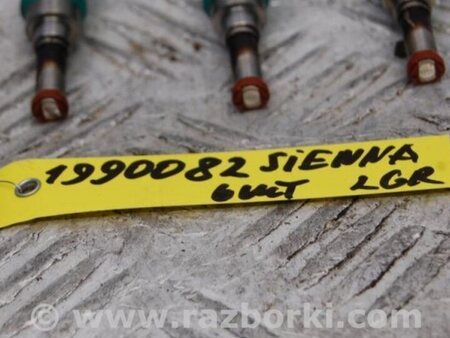 1990082 SiENNA
6шт 2GR
www.razborki.com